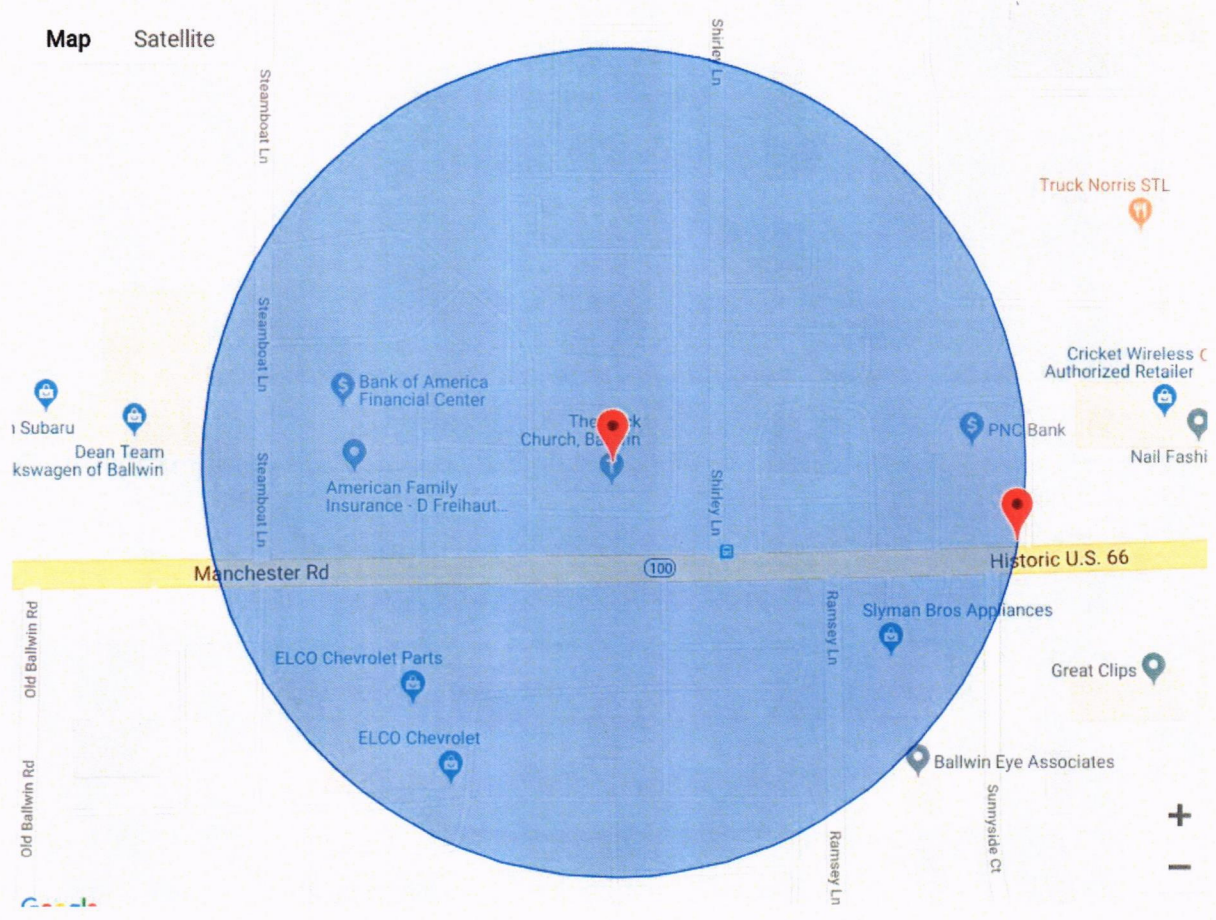 Map
Satellite
Shirley Ln
Steamboat Ln
Truck Norris STL
Steamboat Ln
Cricket Wireless
Authorized Retailer
Bank of America
Financial Center
Subaru
Church,
PNC Bank
Dean Team
kswagen of Ballwin
Nail Fashi
American Family
Insurance - D Freihaut...
Steamboat Ln
Shirley Ln
Manchester Rd
100
Historic U.S. 66
Old Ballwin Rd
Ramsey Ln
Slyman Bros Appliances
ELCO Chevrolet Parts
Great Clips
ELCO Chevrolet
Ballwin Eye Associates
Old Ballwin Rd
Sunnyside Ct
Ramsey Ln
+
−
Google